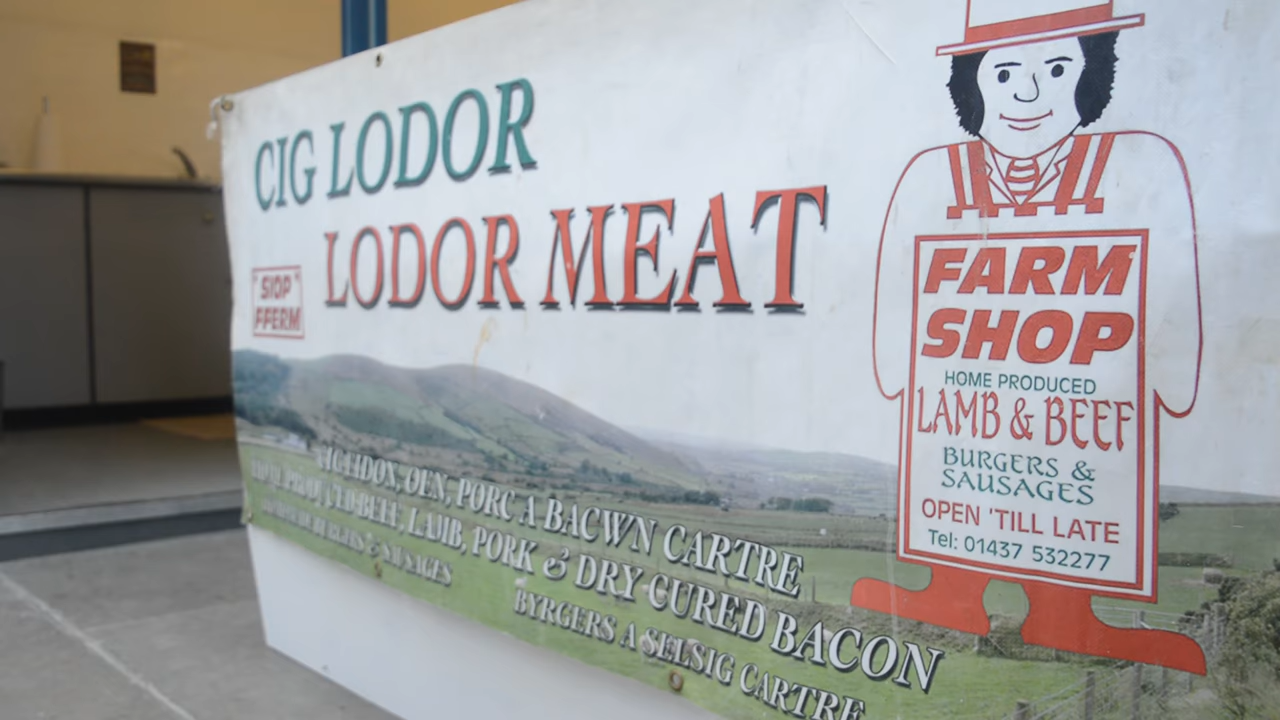 CIG LODOR
LODOR MEAT
SIOP
FFERM
CIG EIDION, OEN, PORC A BACWN CARTRE
PRODUCED BEEF, LAMB, PORK & DRY CURED BACON
BURGERS & SAUSAGES
BYRGERS A SELSIG CARTRE
FARM
SHOP
HOME PRODUCED
LAMB & BEEF
BURGERS &
SAUSAGES
OPEN 'TILL LATE
Tel: 01437 532277